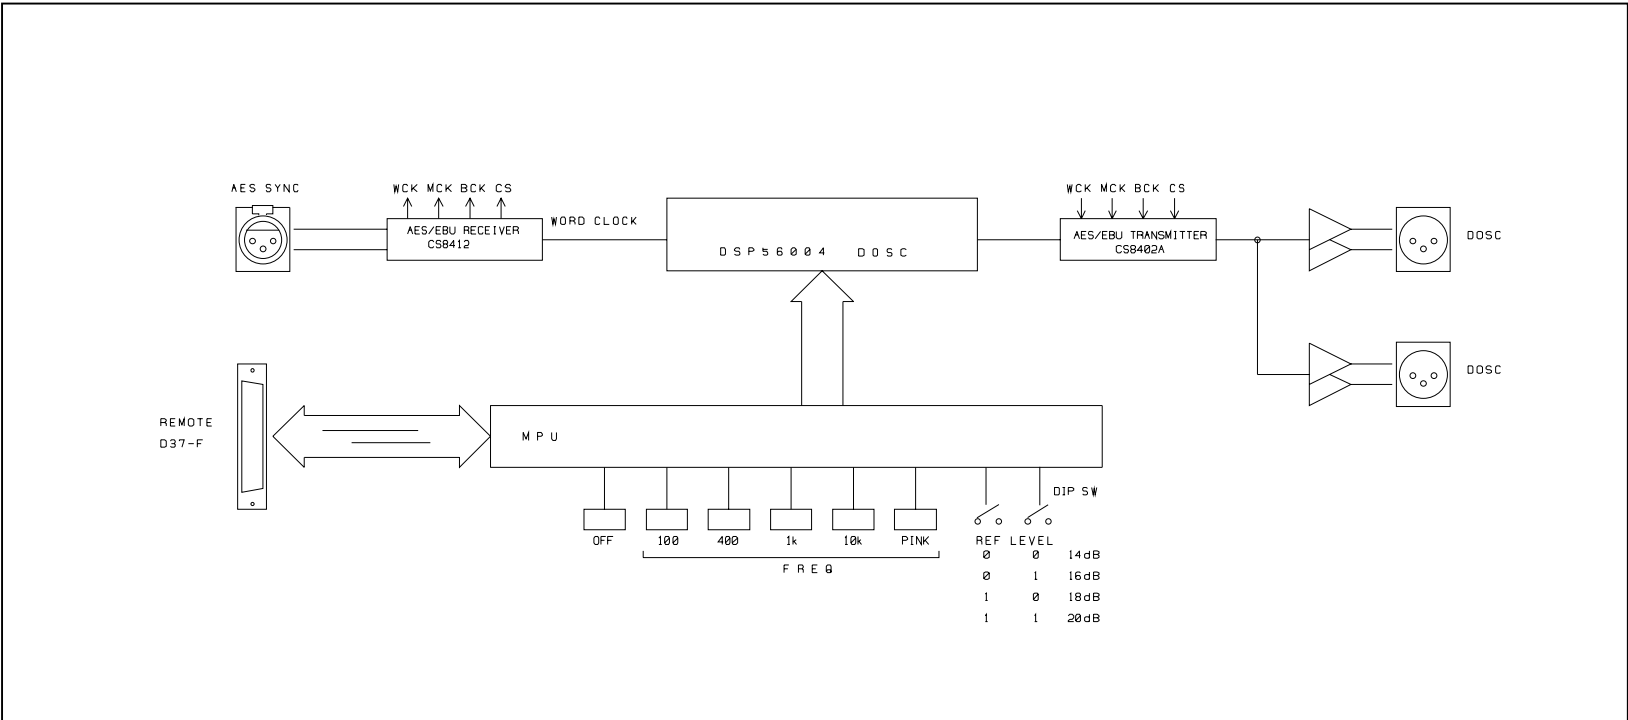 AES SYNC
WCK MCK BCK CS
AES/EBU RECEIVER
CS8412
WORD CLOCK
DSP56004 DOSC
WCK MCK BCK CS
AES/EBU TRANSMITTER
CS8402A
DOSC
DOSC
REMOTE
D37-F
MPU
DIP SW
OFF 100 400 1k 10k PINK
FREQ
REF LEVEL
0 0 14dB
0 1 16dB
1 0 18dB
1 1 20dB